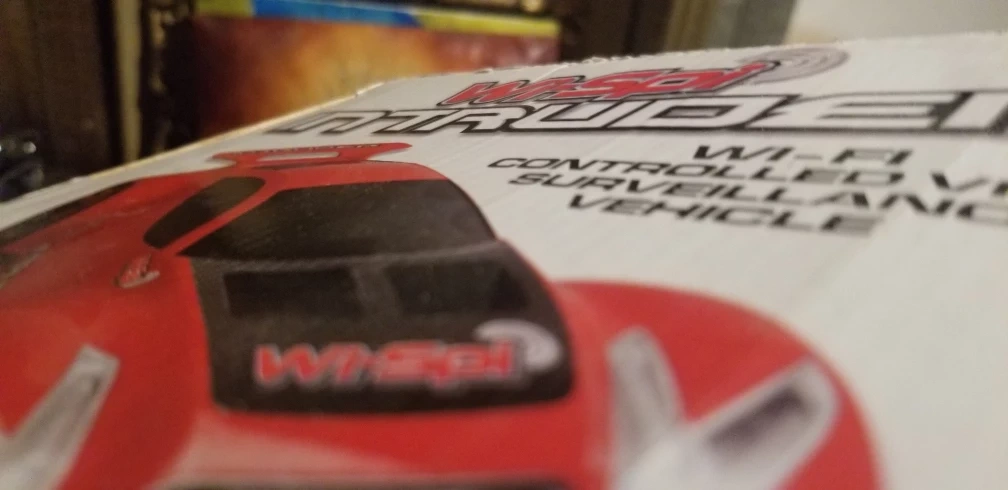 Wi-Spi
INTRUDER
WI-FI
CONTROLLED
SURVEILLANC
VEHICLE
Wi-Spi